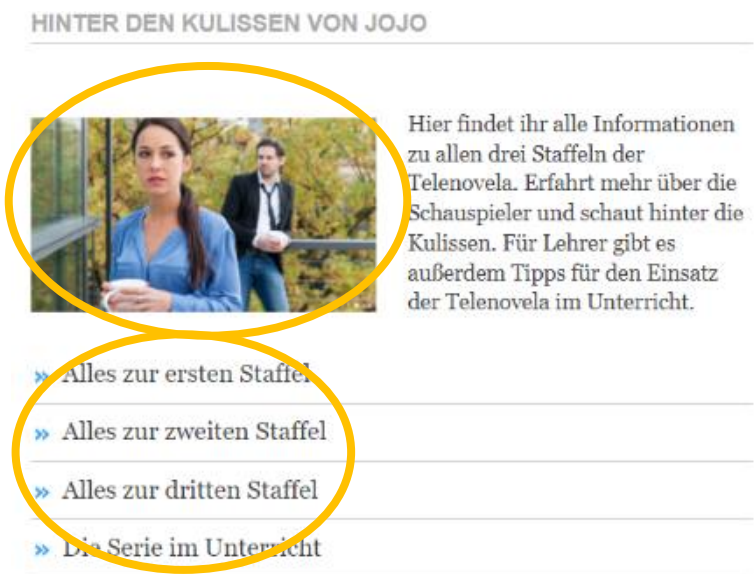 HINTER DEN KULISSEN VON JOJO
Hier findet ihr alle Informationen
zu allen drei Staffeln der
Telenovela. Erfahrt mehr über die
Schauspieler und schaut hinter die
Kulissen. Für Lehrer gibt es
außerdem Tipps für den Einsatz
der Telenovela im Unterricht.
» Alles zur ersten Staffel
» Alles zur zweiten Staffel
» Alles zur dritten Staffel
» Die Serie im Unterricht